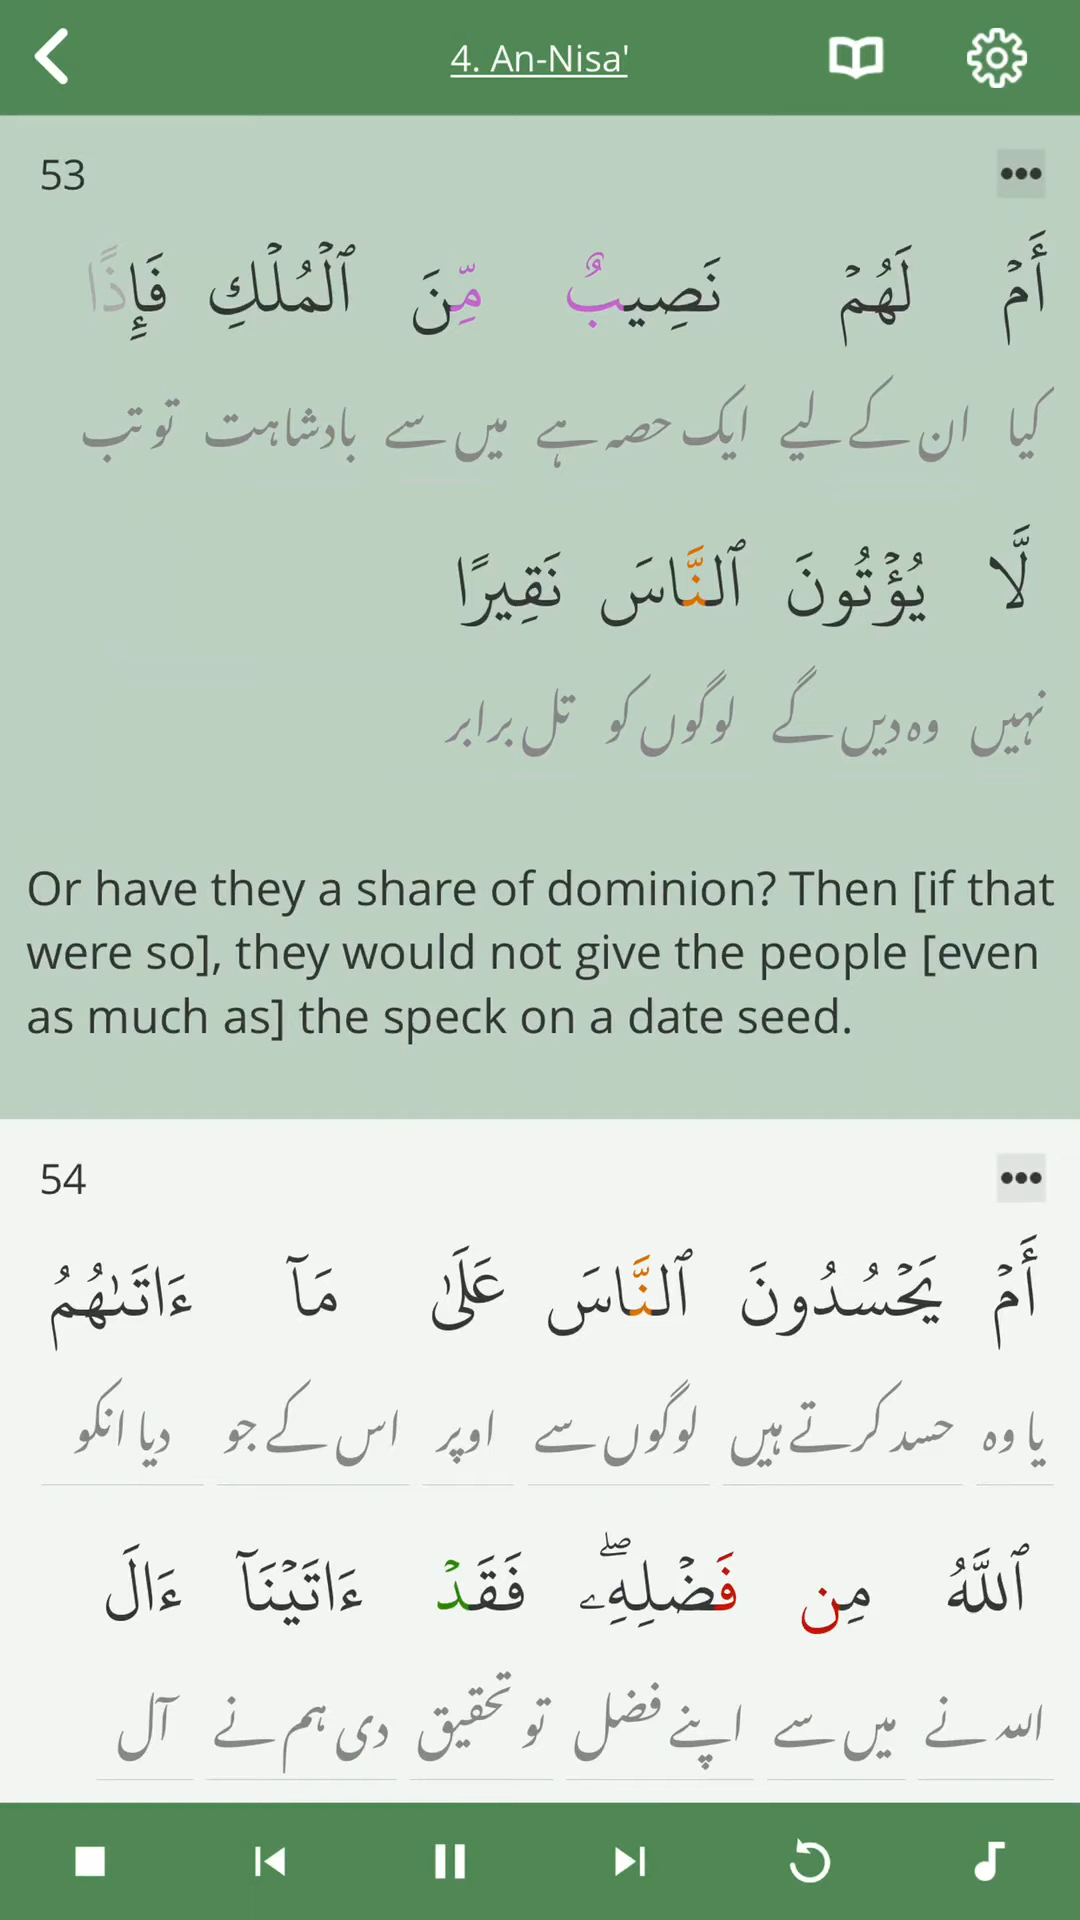 4. An-Nisa'
53
أَمۡ لَهُمۡ نَصِيبٌ مِّنَ ٱلۡمُلۡكِ فَإِذًا
کیا ان کے لیے ایک حصہ ہے میں سے بادشاہت تو تب
لَّا يُؤۡتُونَ ٱلنَّاسَ نَقِيرًا
نہیں وہ دیں گے لوگوں کو تل برابر
Or have they a share of dominion? Then [if that
were so], they would not give the people [even
as much as] the speck on a date seed.
54
أَمۡ يَحۡسُدُونَ ٱلنَّاسَ عَلَىٰ مَآ ءَاتَىٰهُمُ
یا وہ حسد کرتے ہیں لوگوں سے اوپر اس کے جو دیا انکو
ٱللَّهُ مِن فَضۡلِهِۦۖ فَقَدۡ ءَاتَيۡنَآ ءَالَ
اللہ نے میں سے اپنے فضل تو تحقیق دی ہم نے آل